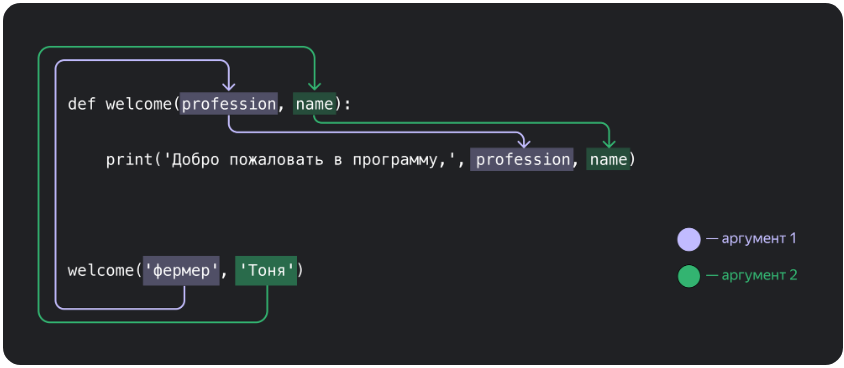 def welcome(profession, name):
print('Добро пожаловать в программу,', profession, name)
welcome('фермер', 'Тоня')
— аргумент 1
— аргумент 2